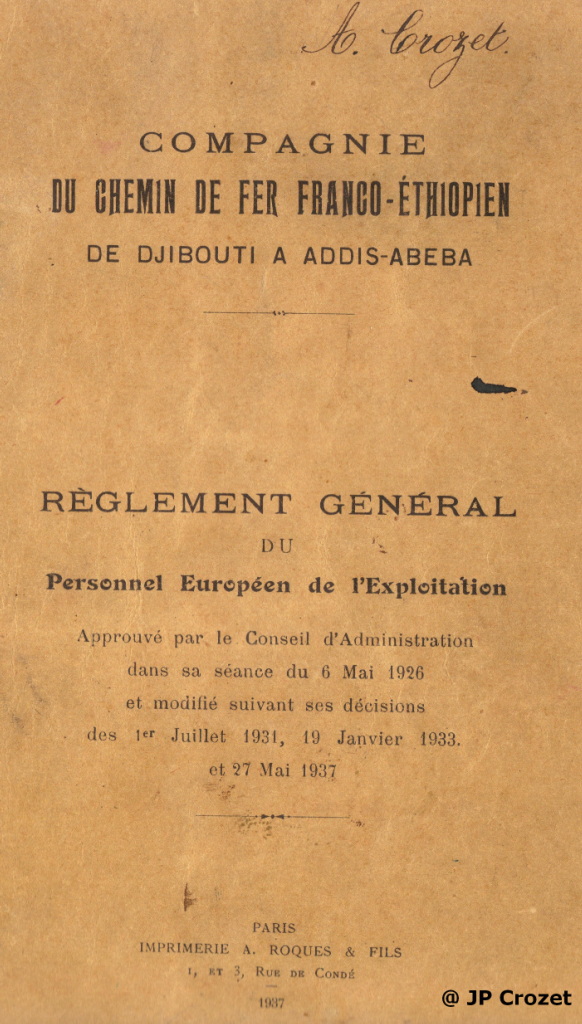 A. Crozet.
COMPAGNIE
DU CHEMIN DE FER FRANCO-ÉTHIOPIEN
DE DJIBOUTI A ADDIS-ABEBA
RÈGLEMENT GÉNÉRAL
DU
Personnel Européen de l'Exploitation
Approuvé par le Conseil d'Administration
dans sa séance du 6 Mai 1926
et modifié suivant ses décisions
des 1er Juillet 1931, 19 Janvier 1933.
et 27 Mai 1937
PARIS
IMPRIMERIE A. ROQUES & FILS
1, ET 3, RUE DE CONDÉ
1937
@ JP Crozet